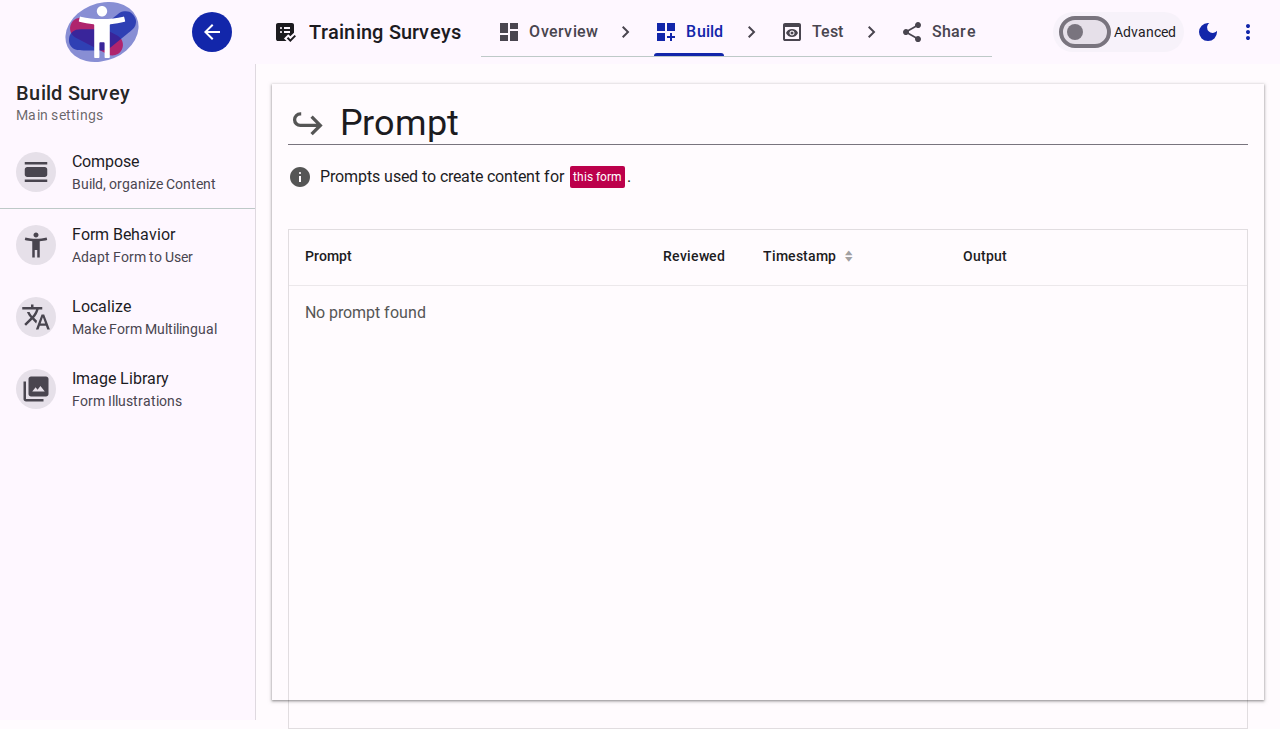 Training Surveys
Overview
Build
Test
Share
Advanced
Build Survey
Main settings
Compose
Build, organize Content
Form Behavior
Adapt Form to User
Localize
Make Form Multilingual
Image Library
Form Illustrations
Prompt
Prompts used to create content for this form .
Prompt Reviewed Timestamp Output
No prompt found